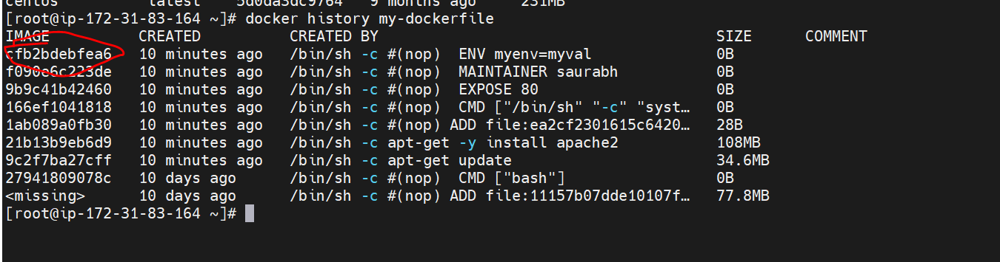 centos latest 5d0da3dc9764 9 months ago 231MB
[root@ip-172-31-83-164 ~]# docker history my-dockerfile
IMAGE CREATED CREATED BY SIZE COMMENT
cfb2bdebfea6 10 minutes ago /bin/sh -c #(nop) ENV myenv=myval 0B
f090e6c223de 10 minutes ago /bin/sh -c #(nop) MAINTAINER saurabh 0B
9b9c41b42460 10 minutes ago /bin/sh -c #(nop) EXPOSE 80 0B
166ef1041818 10 minutes ago /bin/sh -c #(nop) CMD ["/bin/sh" "-c" "syst… 0B
1ab089a0fb30 10 minutes ago /bin/sh -c #(nop) ADD file:ea2cf2301615c6420… 28B
21b13b9eb6d9 10 minutes ago /bin/sh -c apt-get -y install apache2 108MB
9c2f7ba27cff 10 minutes ago /bin/sh -c apt-get update 34.6MB
27941809078c 10 days ago /bin/sh -c #(nop) CMD ["bash"] 0B
<missing> 10 days ago /bin/sh -c #(nop) ADD file:11157b07dde10107f… 77.8MB
[root@ip-172-31-83-164 ~]#